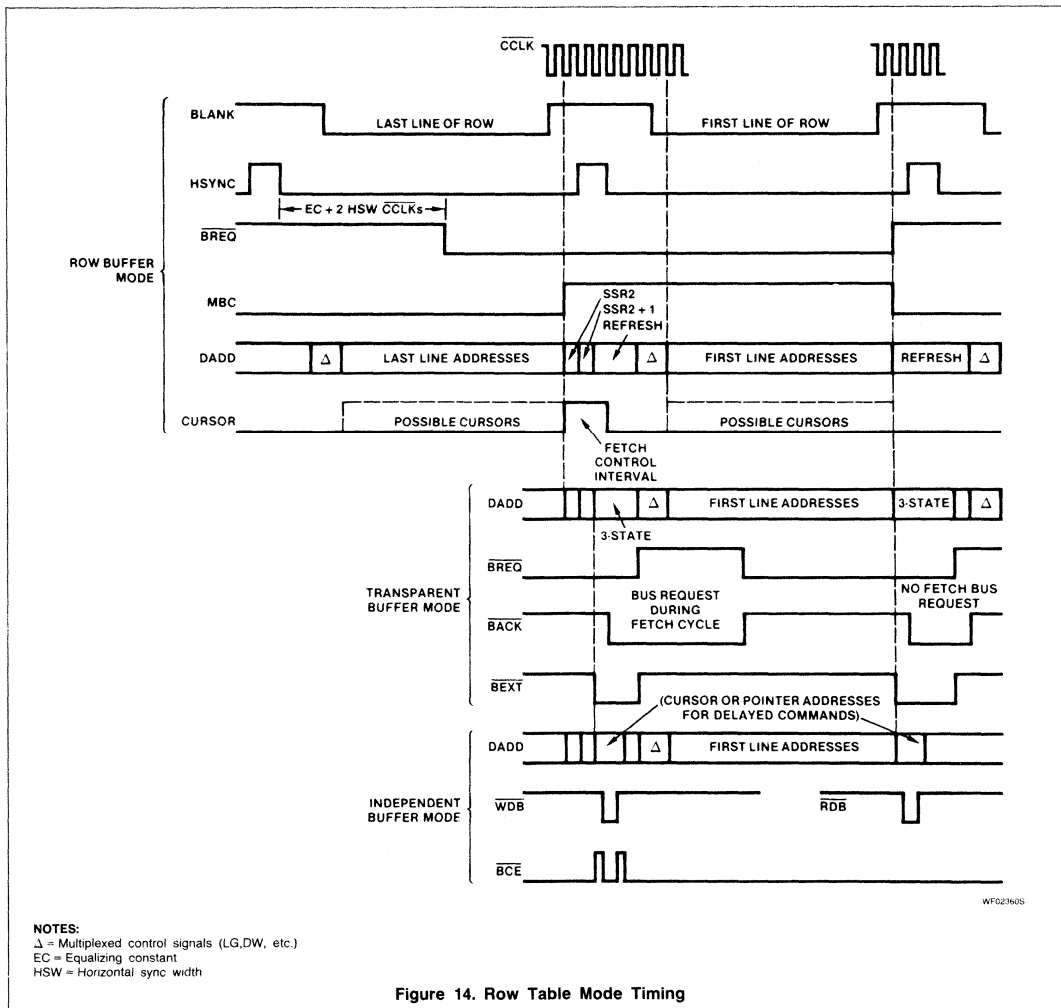 CCLK
BLANK
LAST LINE OF ROW
FIRST LINE OF ROW
HSYNC
EC + 2 HSW CCLKs
BREQ
ROW BUFFER
MODE
MBC
SSR2
SSR2 + 1
REFRESH
DADD
Δ
LAST LINE ADDRESSES
Δ
FIRST LINE ADDRESSES
REFRESH
Δ
CURSOR
POSSIBLE CURSORS
POSSIBLE CURSORS
FETCH
CONTROL
INTERVAL
DADD
Δ
FIRST LINE ADDRESSES
3-STATE
Δ
3-STATE
BREQ
TRANSPARENT
BUFFER MODE
BUS REQUEST
DURING
FETCH CYCLE
NO FETCH BUS
REQUEST
BACK
BEXT
(CURSOR OR POINTER ADDRESSES
FOR DELAYED COMMANDS)
DADD
Δ
FIRST LINE ADDRESSES
INDEPENDENT
BUFFER MODE
WDB
RDB
BCE
WF02360S
NOTES:
Δ = Multiplexed control signals (LG,DW, etc.)
EC = Equalizing constant
HSW = Horizontal sync width
Figure 14. Row Table Mode Timing